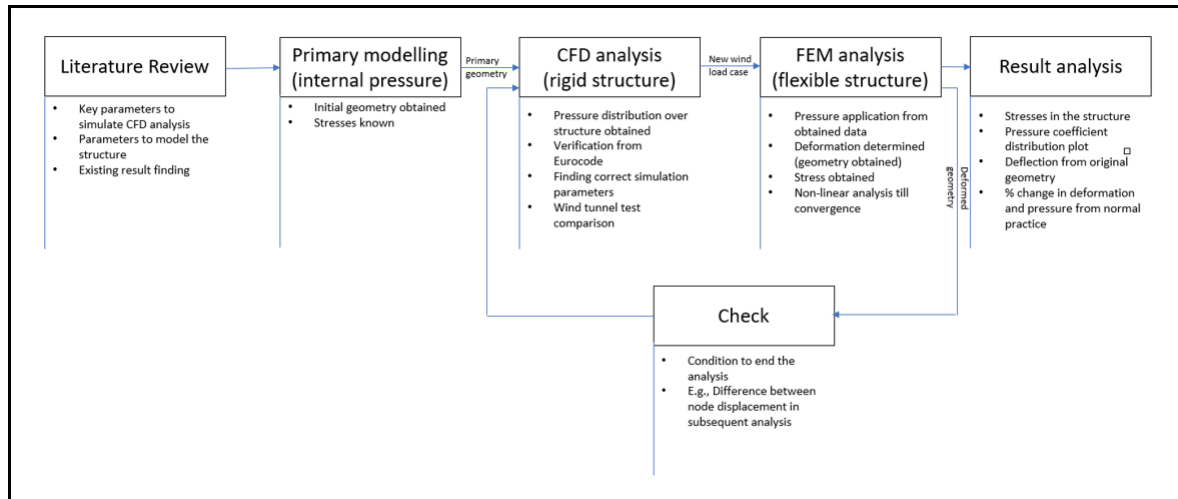 Literature Review
• Key parameters to
simulate CFD analysis
• Parameters to model the
structure
• Existing result finding
Primary modelling
(internal pressure)
• Initial geometry obtained
• Stresses known
Primary
geometry
CFD analysis
(rigid structure)
• Pressure distribution over
structure obtained
• Verification from
Eurocode
• Finding correct simulation
parameters
• Wind tunnel test
comparison
New wind
load case
FEM analysis
(flexible structure)
• Pressure application from
obtained data
• Deformation determined
(geometry obtained)
• Stress obtained
• Non-linear analysis till
convergence
Deformed
geometry
Result analysis
• Stresses in the structure
• Pressure coefficient
distribution plot
• Deflection from original
geometry
• % change in deformation
and pressure from normal
practice
Check
• Condition to end the
analysis
• E.g., Difference between
node displacement in
subsequent analysis